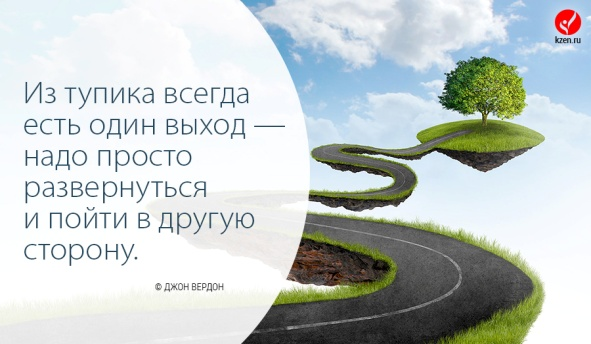 kzen.ru
Из тупика всегда
есть один выход —
надо просто
развернуться
и пойти в другую
сторону.
© ДЖОН ВЕРДОН